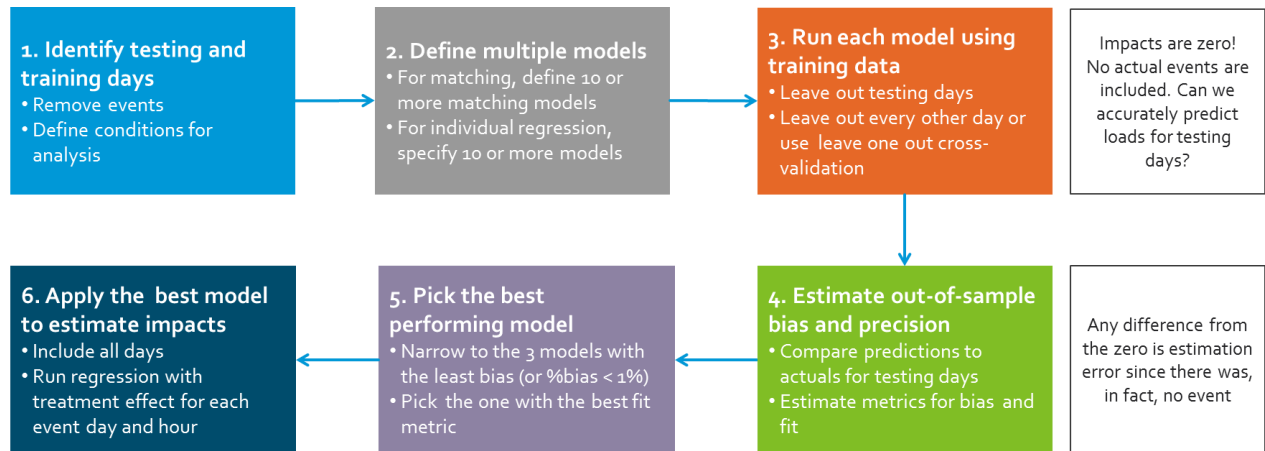 1. Identify testing and
training days
• Remove events
• Define conditions for
analysis
2. Define multiple models
• For matching, define 10 or
more matching models
• For individual regression,
specify 10 or more models
3. Run each model using
training data
• Leave out testing days
• Leave out every other day or
use leave one out cross-
validation
Impacts are zero!
No actual events are
included. Can we
accurately predict
loads for testing
days?
4. Estimate out-of-sample
bias and precision
• Compare predictions to
actuals for testing days
• Estimate metrics for bias and
fit
Any difference from
the zero is estimation
error since there was,
in fact, no event
5. Pick the best
performing model
• Narrow to the 3 models with
the least bias (or %bias < 1%)
• Pick the one with the best fit
metric
6. Apply the best model
to estimate impacts
• Include all days
• Run regression with
treatment effect for each
event day and hour